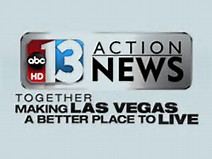 abc
HD
13
ACTION
NEWS
TOGETHER
MAKING LAS VEGAS
A BETTER PLACE TO LIVE